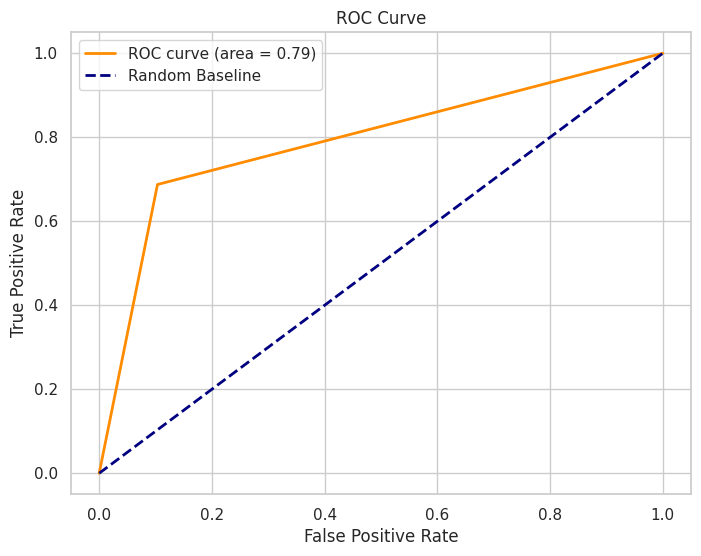 ROC Curve
ROC curve (area = 0.79)
Random Baseline
True Positive Rate
1.0
0.8
0.6
0.4
0.2
0.0
0.0 0.2 0.4 0.6 0.8 1.0
False Positive Rate